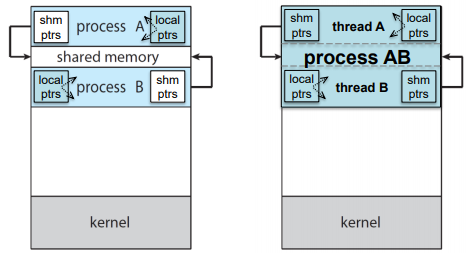 shm
ptrs
process A
local
ptrs
shared memory
local
ptrs
process B
shm
ptrs
kernel
shm
ptrs
thread A
local
ptrs
process AB
local
ptrs
thread B
shm
ptrs
kernel